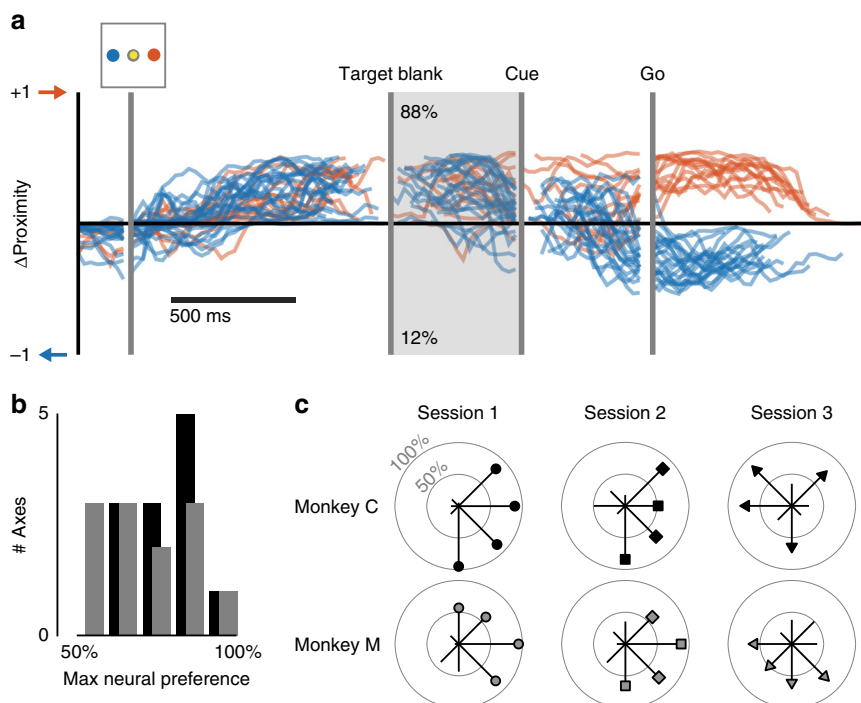 a
Target blank
Cue
Go
+1
88%
ΔProximity
500 ms
12%
−1
b
5
# Axes
0
50%
100%
Max neural preference
c
Session 1
Session 2
Session 3
100%
50%
Monkey C
Monkey M